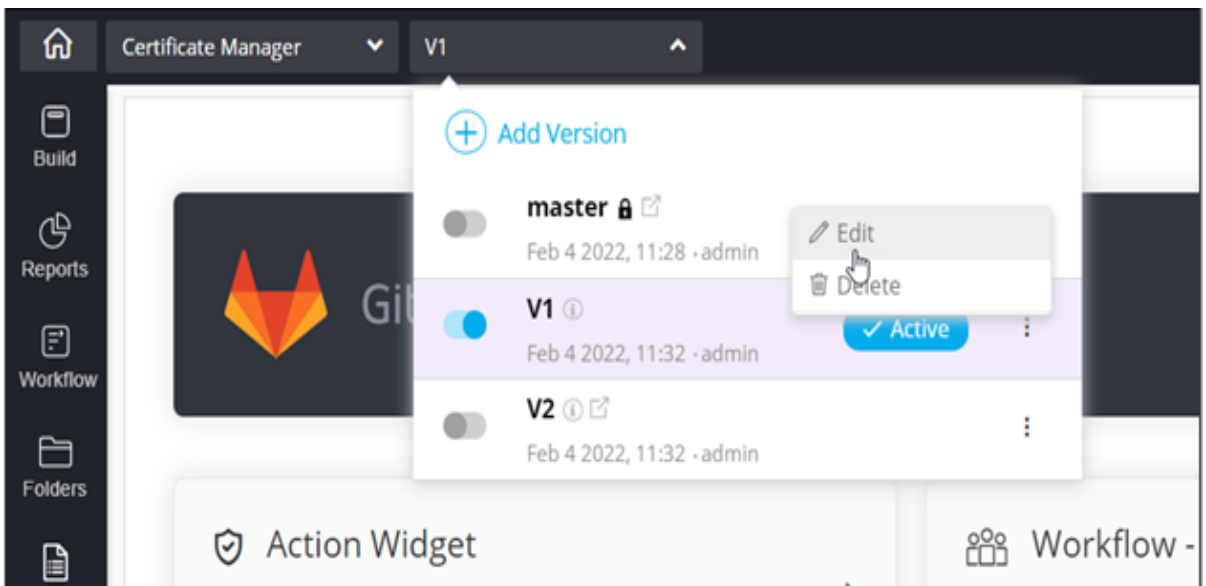 Certificate Manager
V1
Build
Reports
Workflow
Folders
Add Version
master
Feb 4 2022, 11:28 • admin
Edit
Delete
V1
Feb 4 2022, 11:32 • admin
Active
V2
Feb 4 2022, 11:32 • admin
Action Widget
Workflow -